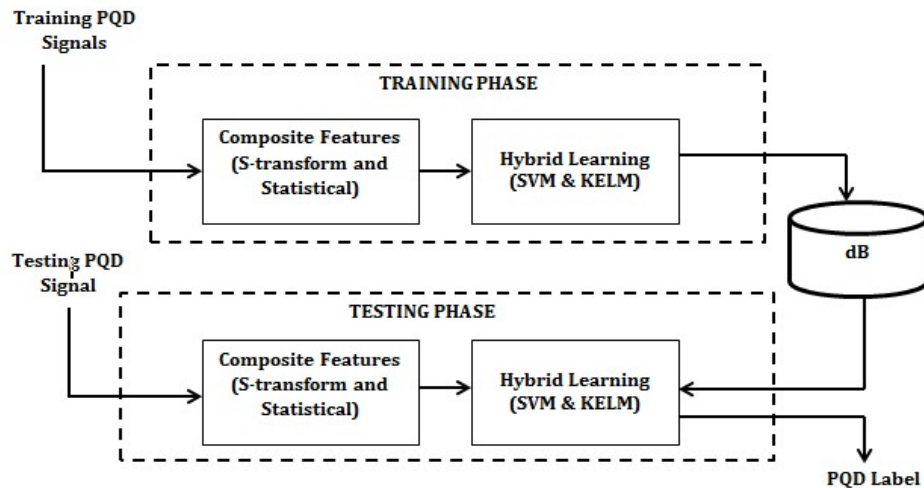 Training PQD
Signals
TRAINING PHASE
Composite Features
(S-transform and
Statistical)
Hybrid Learning
(SVM & KELM)
dB
Testing PQD
Signal
TESTING PHASE
Composite Features
(S-transform and
Statistical)
Hybrid Learning
(SVM & KELM)
PQD Label